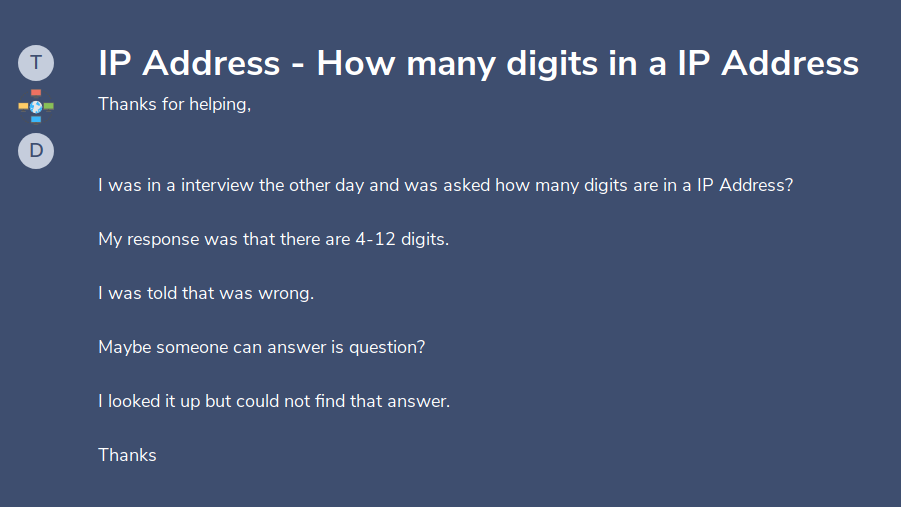 T
IP Address - How many digits in a IP Address
Thanks for helping,
D
I was in a interview the other day and was asked how many digits are in a IP Address?
My response was that there are 4-12 digits.
I was told that was wrong.
Maybe someone can answer is question?
I looked it up but could not find that answer.
Thanks